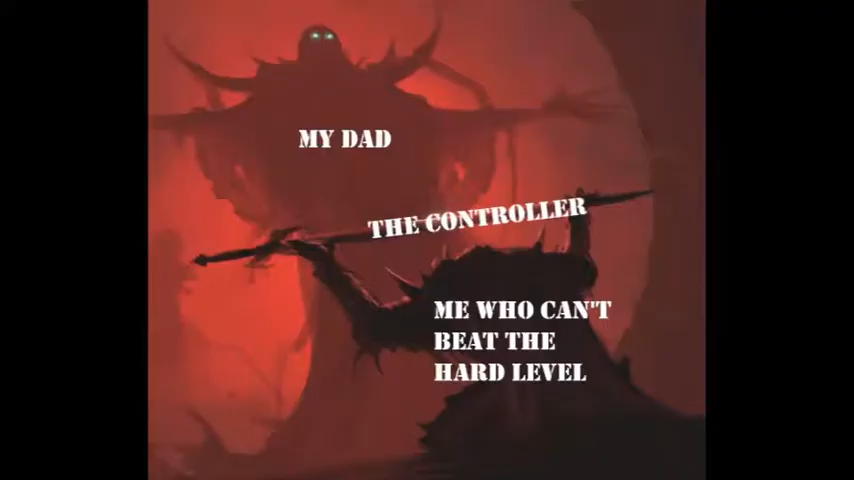 MY DAD
THE CONTROLLER
ME WHO CAN'T
BEAT THE
HARD LEVEL